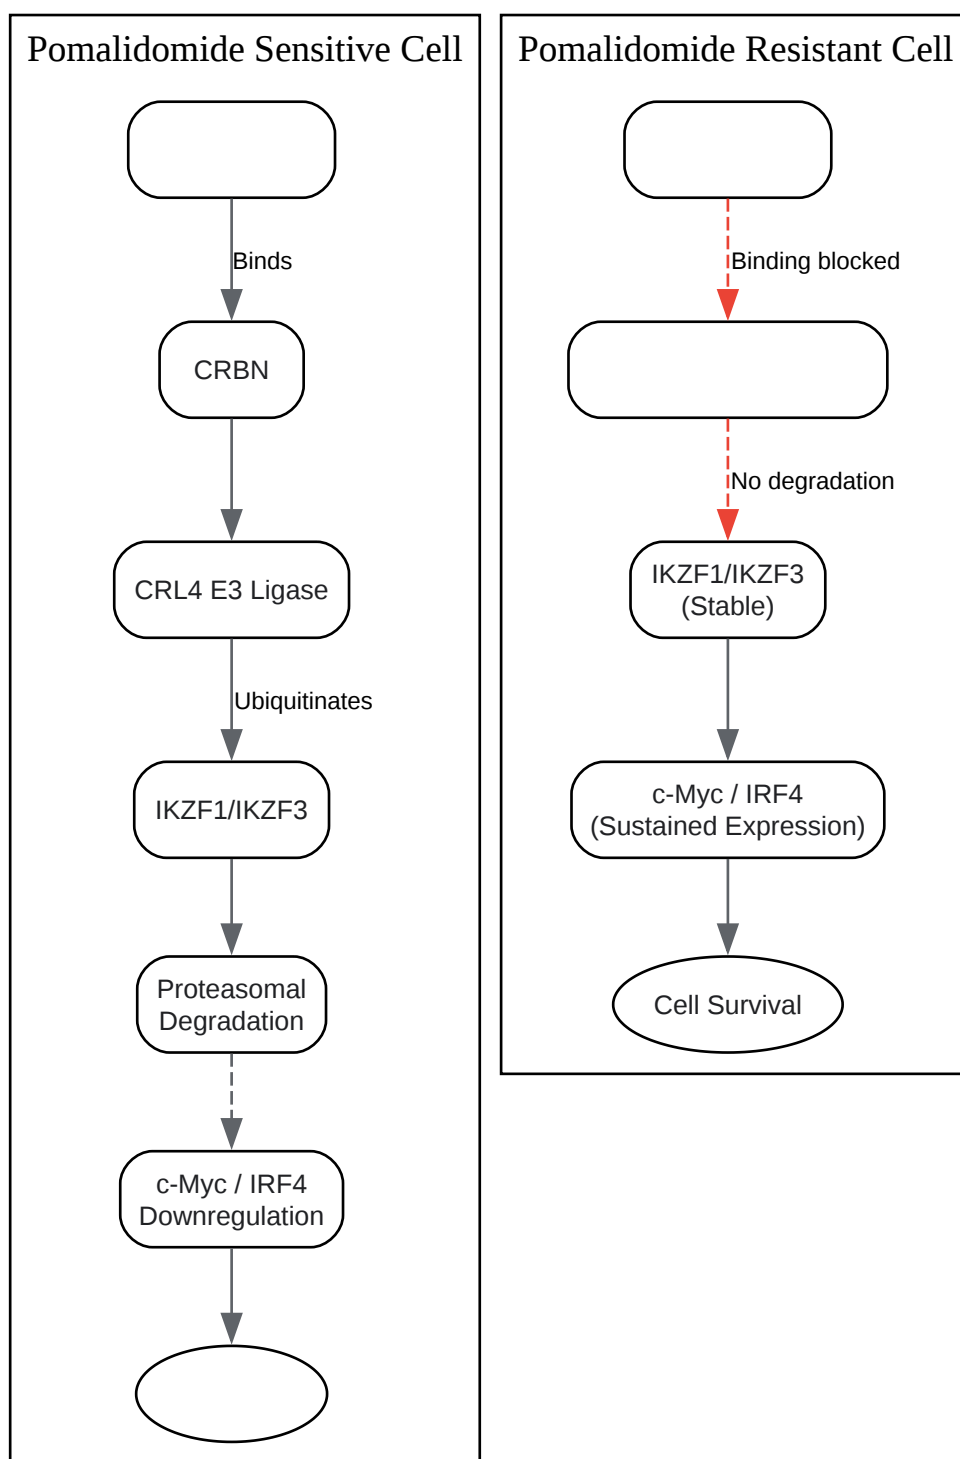 Pomalidomide Sensitive Cell
Binds
CRBN
CRL4 E3 Ligase
Ubiquitinates
IKZF1/IKZF3
Proteasomal
Degradation
c-Myc / IRF4
Downregulation
Pomalidomide Resistant Cell
Binding blocked
No degradation
IKZF1/IKZF3
(Stable)
c-Myc / IRF4
(Sustained Expression)
Cell Survival